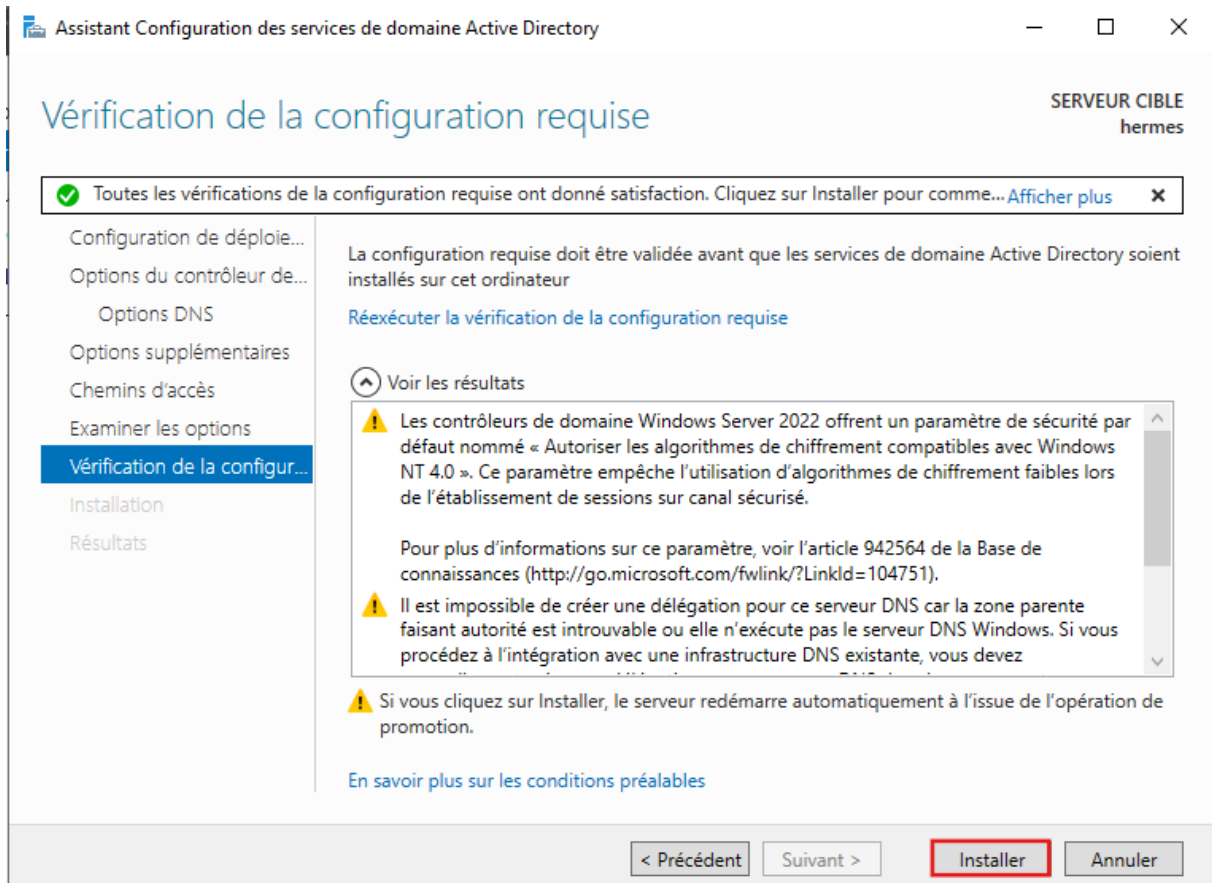 Assistant Configuration des services de domaine Active Directory
Vérification de la configuration requise
SERVEUR CIBLE
hermes
Toutes les vérifications de la configuration requise ont donné satisfaction. Cliquez sur Installer pour comme... Afficher plus
Configuration de déploie...
Options du contrôleur de...
Options DNS
Options supplémentaires
Chemins d'accès
Examiner les options
Vérification de la configur...
Installation
Résultats
La configuration requise doit être validée avant que les services de domaine Active Directory soient
installés sur cet ordinateur
Réexécuter la vérification de la configuration requise
Voir les résultats
Les contrôleurs de domaine Windows Server 2022 offrent un paramètre de sécurité par
défaut nommé « Autoriser les algorithmes de chiffrement compatibles avec Windows
NT 4.0 ». Ce paramètre empêche l'utilisation d'algorithmes de chiffrement faibles lors
de l'établissement de sessions sur canal sécurisé.
Pour plus d'informations sur ce paramètre, voir l'article 942564 de la Base de
connaissances (http://go.microsoft.com/fwlink/?LinkId=104751).
Il est impossible de créer une délégation pour ce serveur DNS car la zone parente
faisant autorité est introuvable ou elle n'exécute pas le serveur DNS Windows. Si vous
procédez à l'intégration avec une infrastructure DNS existante, vous devez
Si vous cliquez sur Installer, le serveur redémarre automatiquement à l'issue de l'opération de
promotion.
En savoir plus sur les conditions préalables
< Précédent
Suivant >
Installer
Annuler